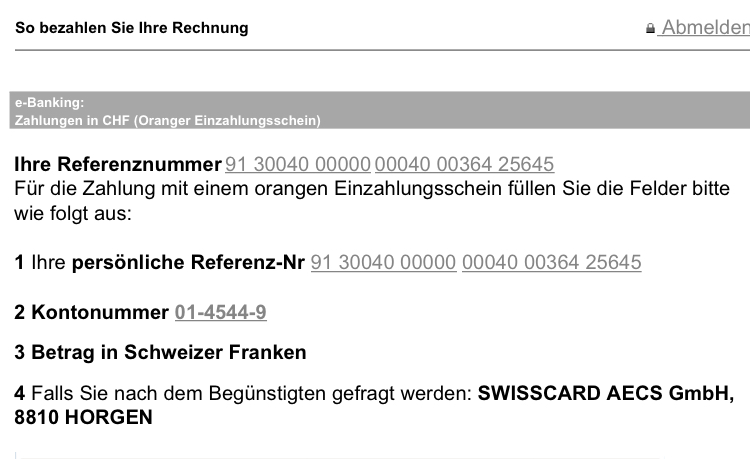 So bezahlen Sie Ihre Rechnung
Abmelden
e-Banking:
Zahlungen in CHF (Oranger Einzahlungsschein)
Ihre Referenznummer 91 30040 00000 00040 00364 25645
Für die Zahlung mit einem orangen Einzahlungsschein füllen Sie die Felder bitte
wie folgt aus:
1 Ihre persönliche Referenz-Nr 91 30040 00000 00040 00364 25645
2 Kontonummer 01-4544-9
3 Betrag in Schweizer Franken
4 Falls Sie nach dem Begünstigten gefragt werden: SWISSCARD AECS GmbH,
8810 HORGEN